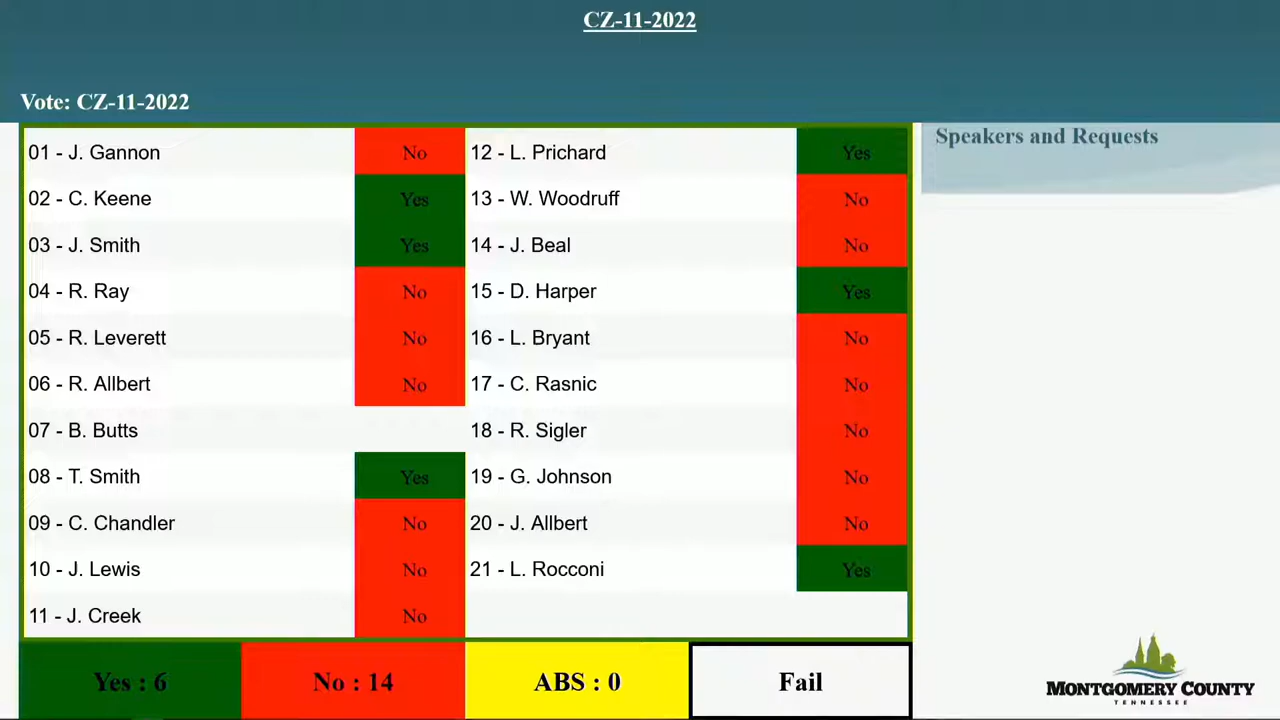 CZ-11-2022
Vote: CZ-11-2022
Speakers and Requests
01 - J. Gannon No
02 - C. Keene Yes
03 - J. Smith Yes
04 - R. Ray No
05 - R. Leverett No
06 - R. Allbert No
07 - B. Butts
08 - T. Smith Yes
09 - C. Chandler No
10 - J. Lewis No
11 - J. Creek No
12 - L. Prichard Yes
13 - W. Woodruff No
14 - J. Beal No
15 - D. Harper Yes
16 - L. Bryant No
17 - C. Rasnic No
18 - R. Sigler No
19 - G. Johnson No
20 - J. Allbert No
21 - L. Rocconi Yes
Yes : 6 No : 14 ABS : 0 Fail
MONTGOMERY COUNTY
TENNESSEE